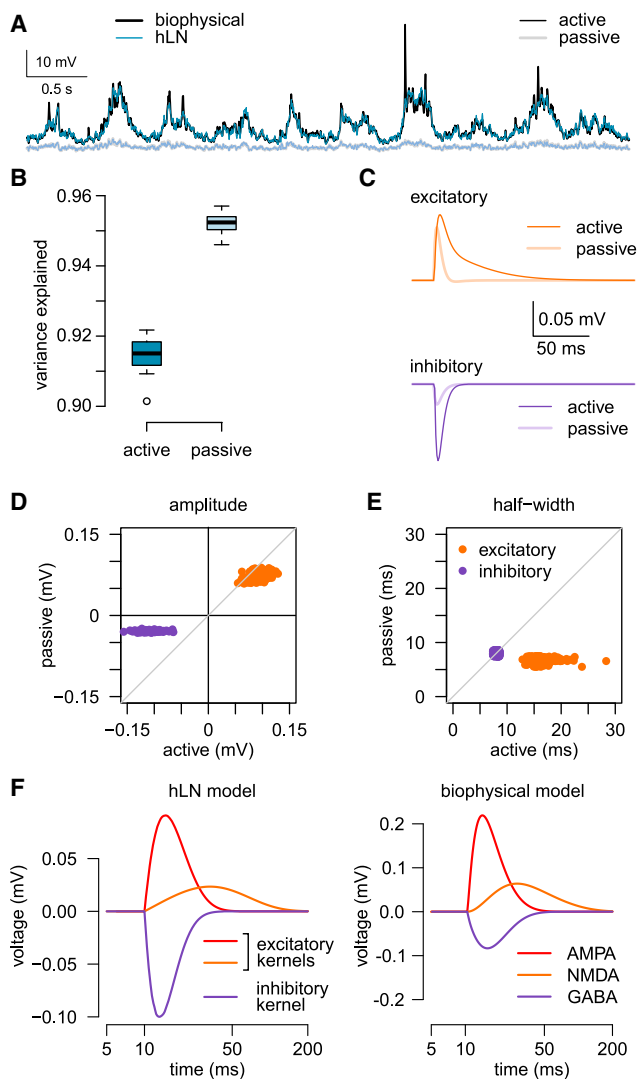 A
biophysical
hLN
active
passive
10 mV
0.5 s
B
variance explained
0.96
0.94
0.92
0.90
active
passive
C
excitatory
active
passive
0.05 mV
50 ms
inhibitory
active
passive
D
amplitude
passive (mV)
0.15
0
−0.15
−0.15
0
0.15
active (mV)
E
half−width
passive (ms)
30
20
10
0
excitatory
inhibitory
0
10
20
30
active (ms)
F
hLN model
voltage (mV)
0.05
0.00
−0.05
−0.10
excitatory
kernels
inhibitory
kernel
5
10
50
200
time (ms)
biophysical model
voltage (mV)
0.2
0.1
0.0
-0.1
-0.2
AMPA
NMDA
GABA
5
10
50
200
time (ms)